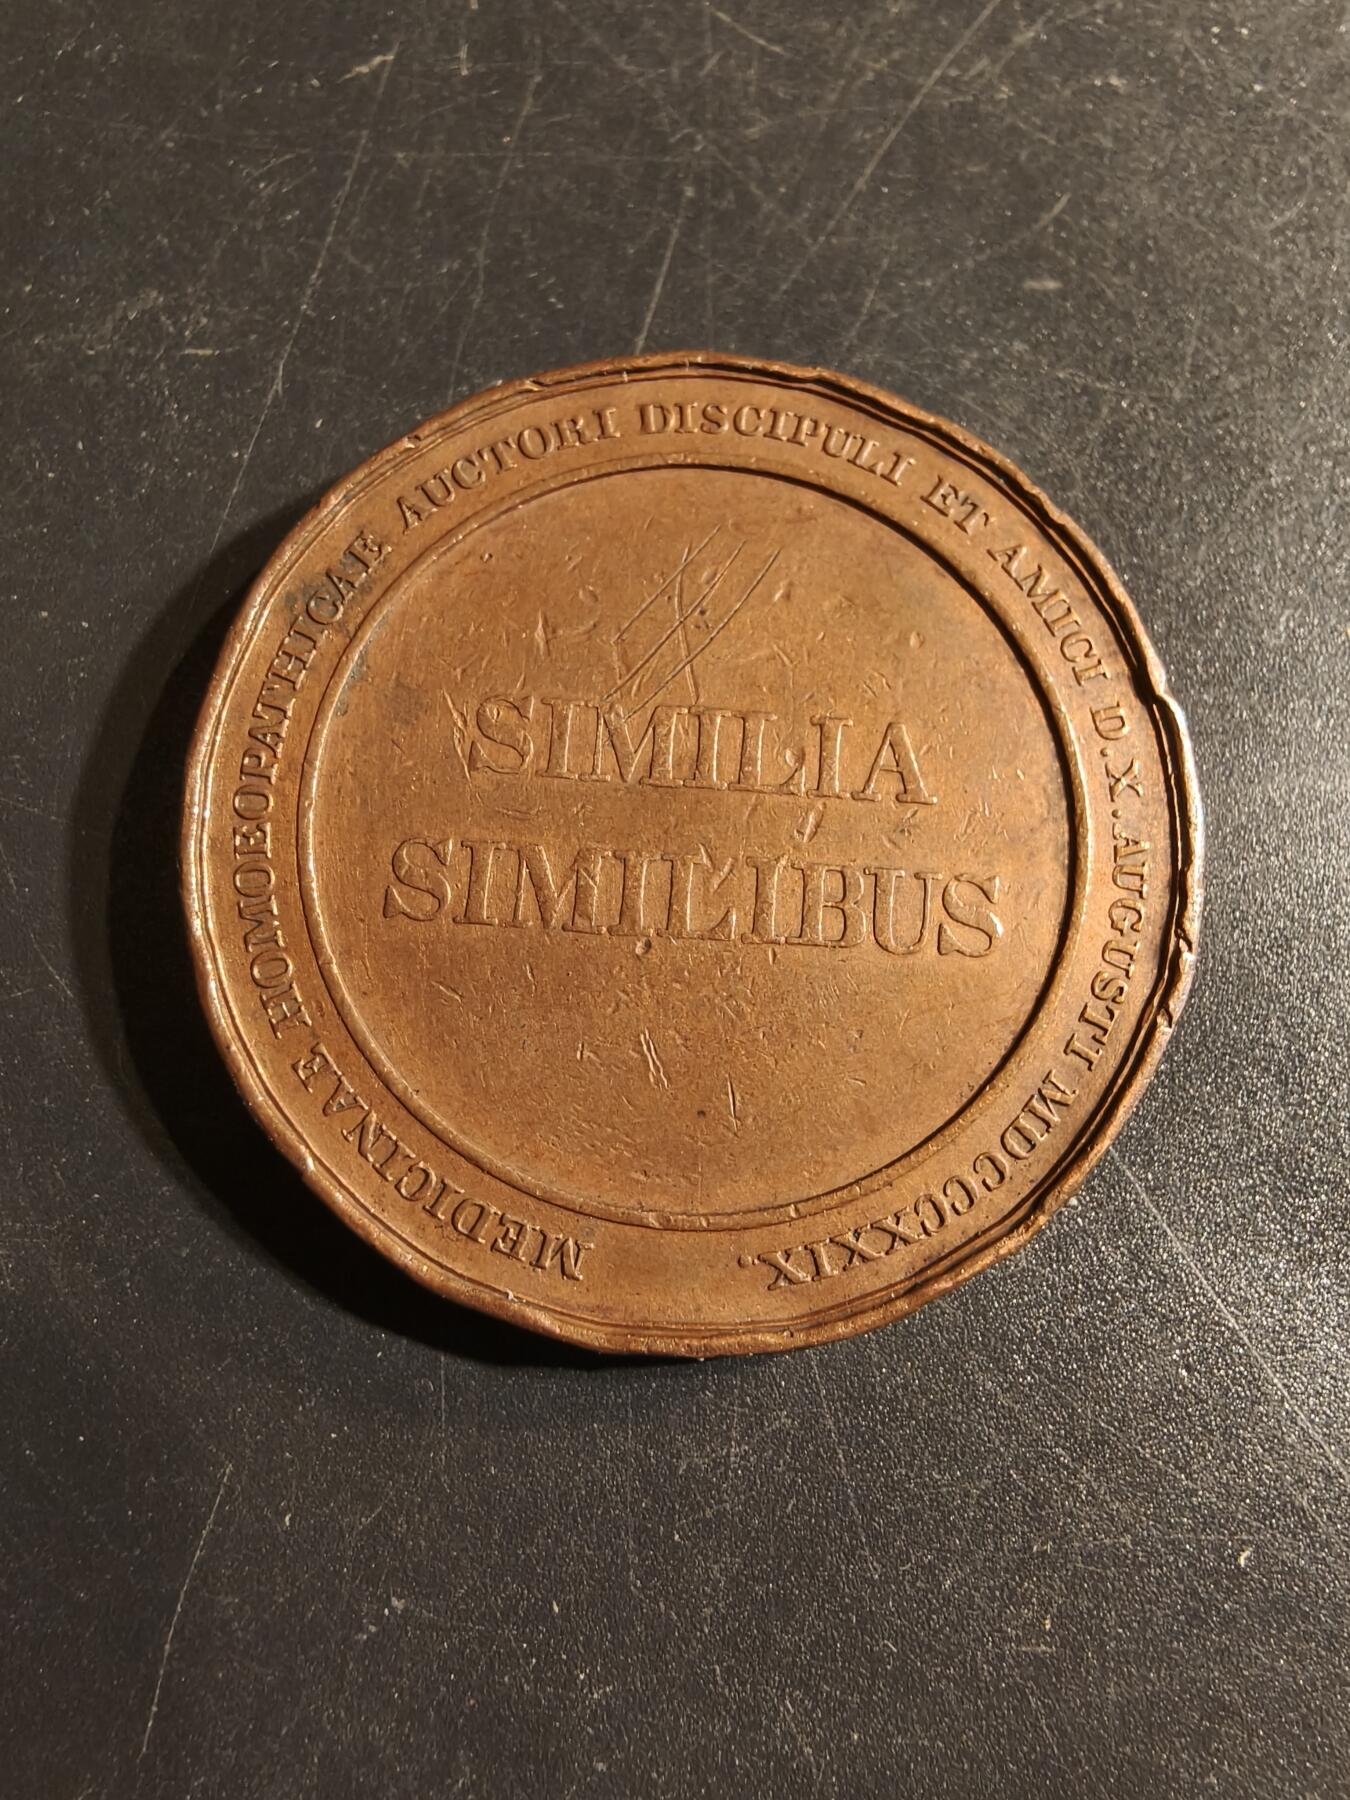 MEDICINAE HOMOEOPATHICAE AUCTORI DISCIPULI ET AMICI D. X. AUGUSTI MDCCCXXIX.
SIMILIA
SIMILIBUS